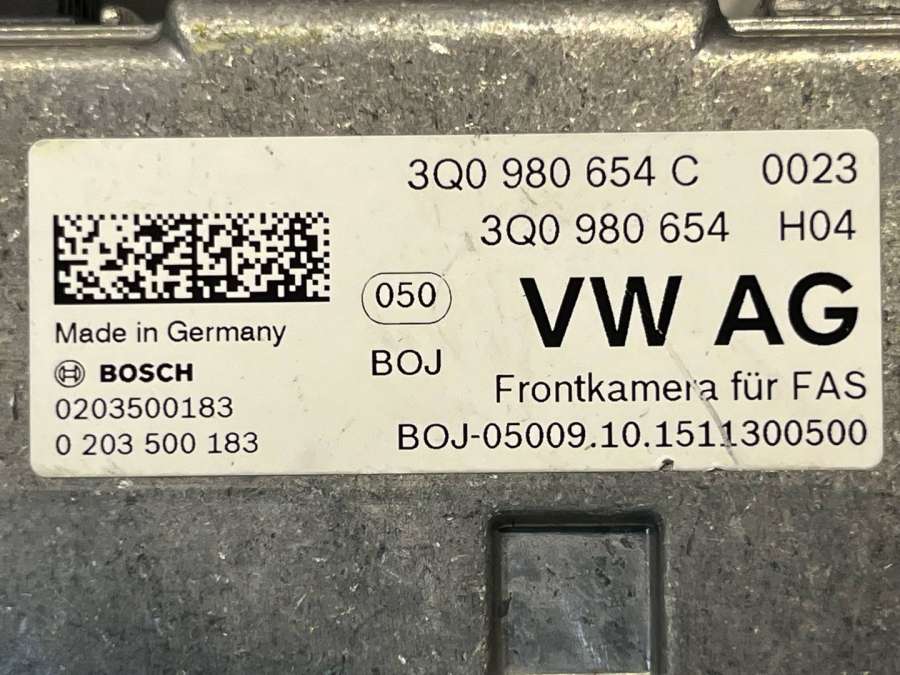 3Q0 980 654 C 0023
3Q0 980 654 H04
050
VW AG
Made in Germany
BOJ
BOSCH
Frontkamera für FAS
0203500183
BOJ-05009.10.1511300500
0 203 500 183